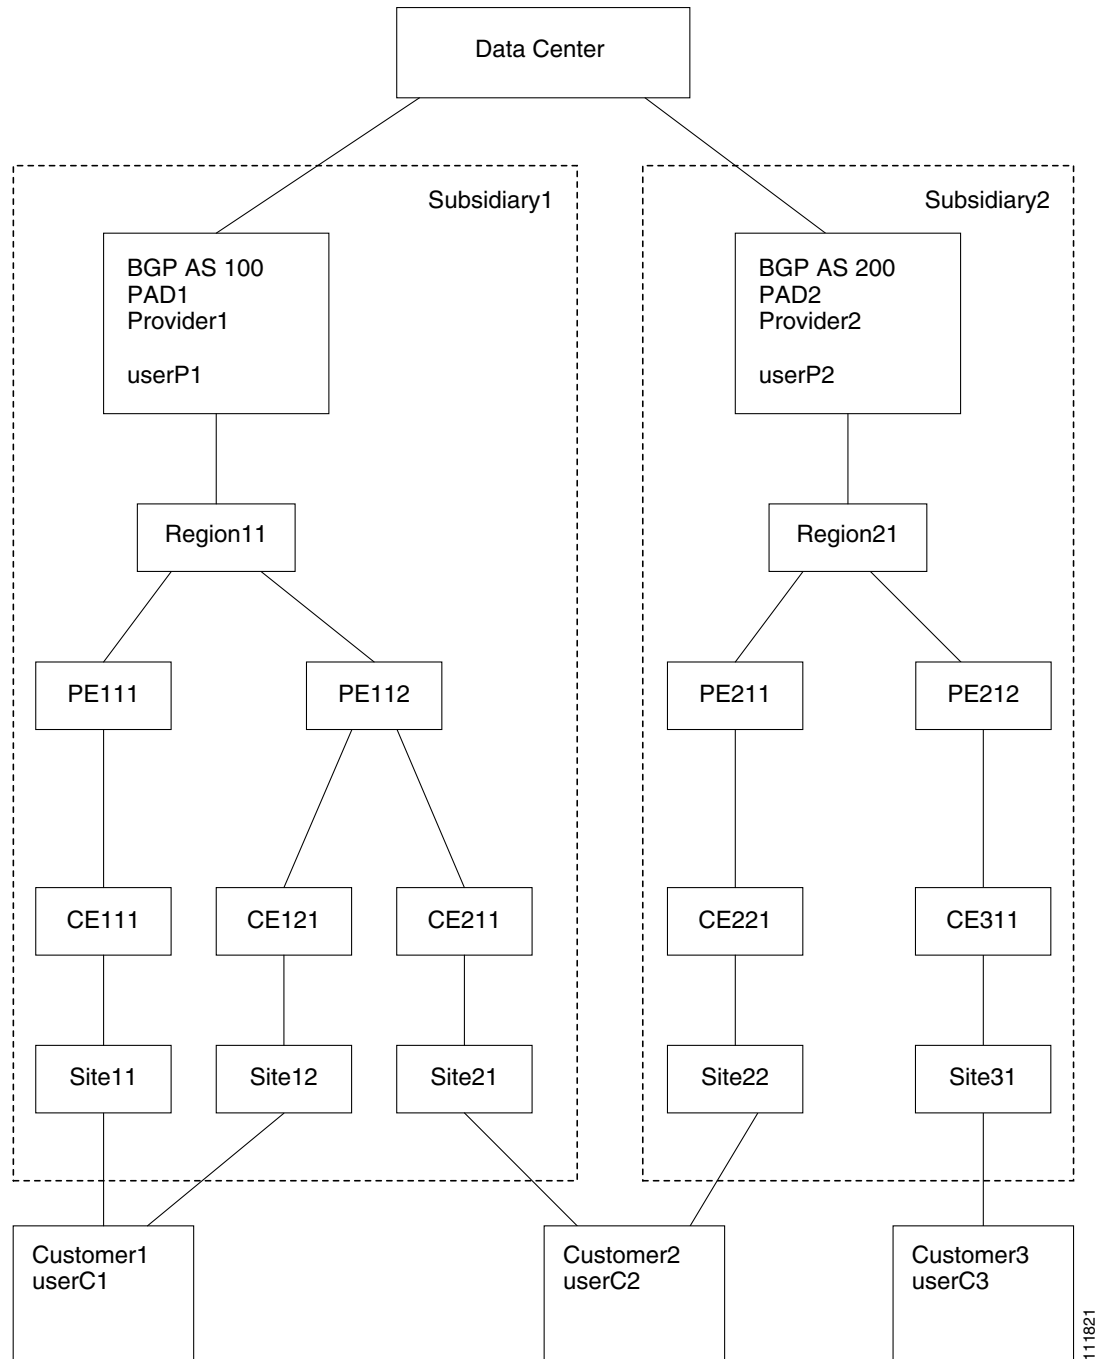 Data Center
Subsidiary1
Subsidiary2
BGP AS 100
PAD1
Provider1
userP1
BGP AS 200
PAD2
Provider2
userP2
Region11
Region21
PE111
PE112
PE211
PE212
CE111
CE121
CE211
CE221
CE311
Site11
Site12
Site21
Site22
Site31
Customer1
userC1
Customer2
userC2
Customer3
userC3
111821